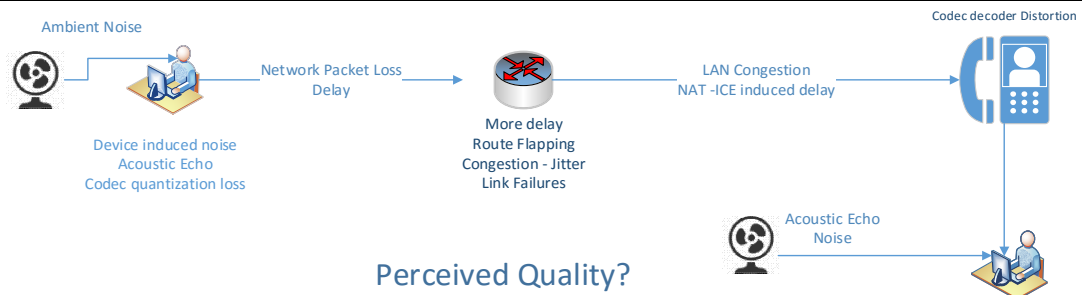 Codec decoder Distortion
Ambient Noise
Network Packet Loss
Delay
LAN Congestion
NAT -ICE induced delay
More delay
Route Flapping
Congestion - Jitter
Link Failures
Device induced noise
Acoustic Echo
Codec quantization loss
Acoustic Echo
Noise
Perceived Quality?